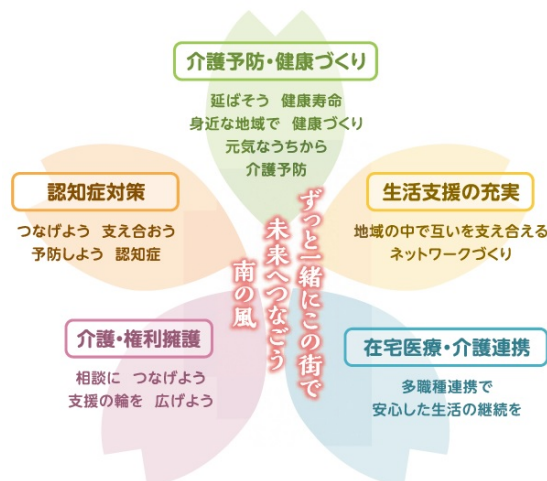 介護予防・健康づくり
延ばそう 健康寿命
身近な地域で 健康づくり
元気なうちから
介護予防
認知症対策
つなげよう 支え合おう
予防しよう 認知症
生活支援の充実
地域の中で互いを支え合える
ネットワークづくり
ずっと一緒にこの街で
未来へつなごう
南の風
介護・権利擁護
相談に つなげよう
支援の輪を 広げよう
在宅医療・介護連携
多職種連携で
安心した生活の継続を